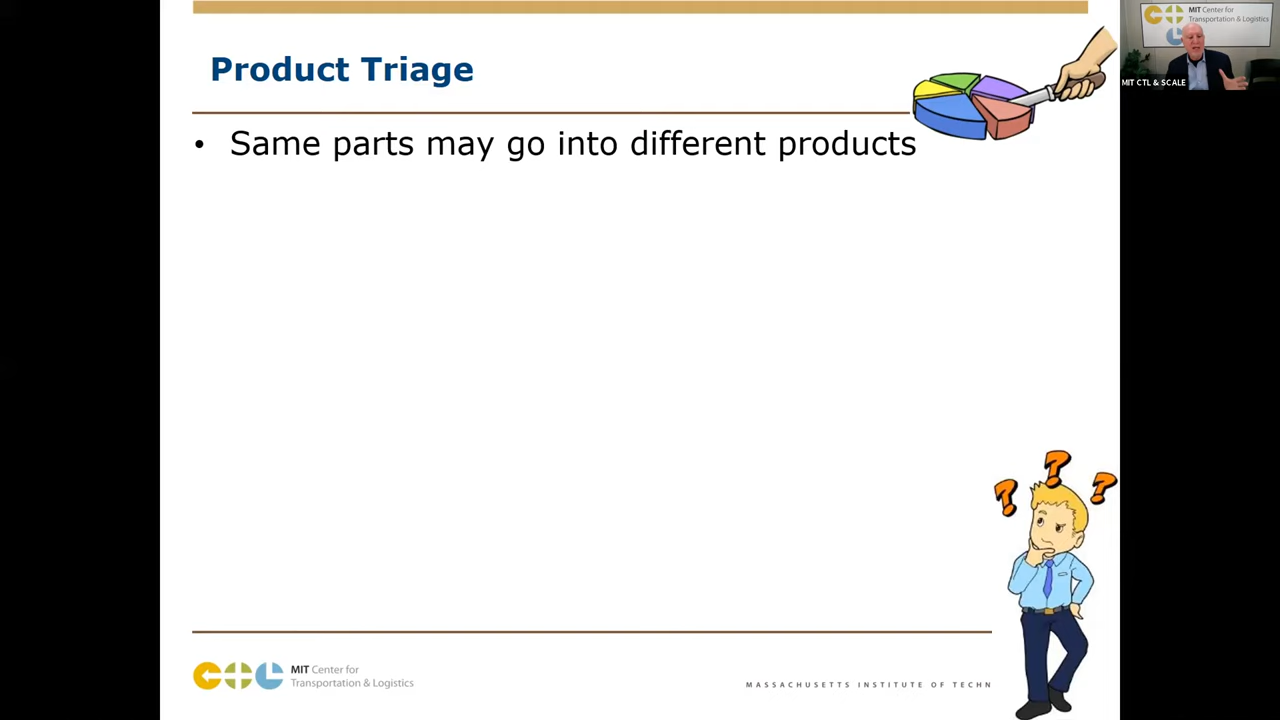 Product Triage
• Same parts may go into different products
MIT Center for
Transportation & Logistics
MIT CTL & SCALE
? ? ?
MIT Center for
Transportation & Logistics
MASSACHUSETTS INSTITUTE OF TECHN